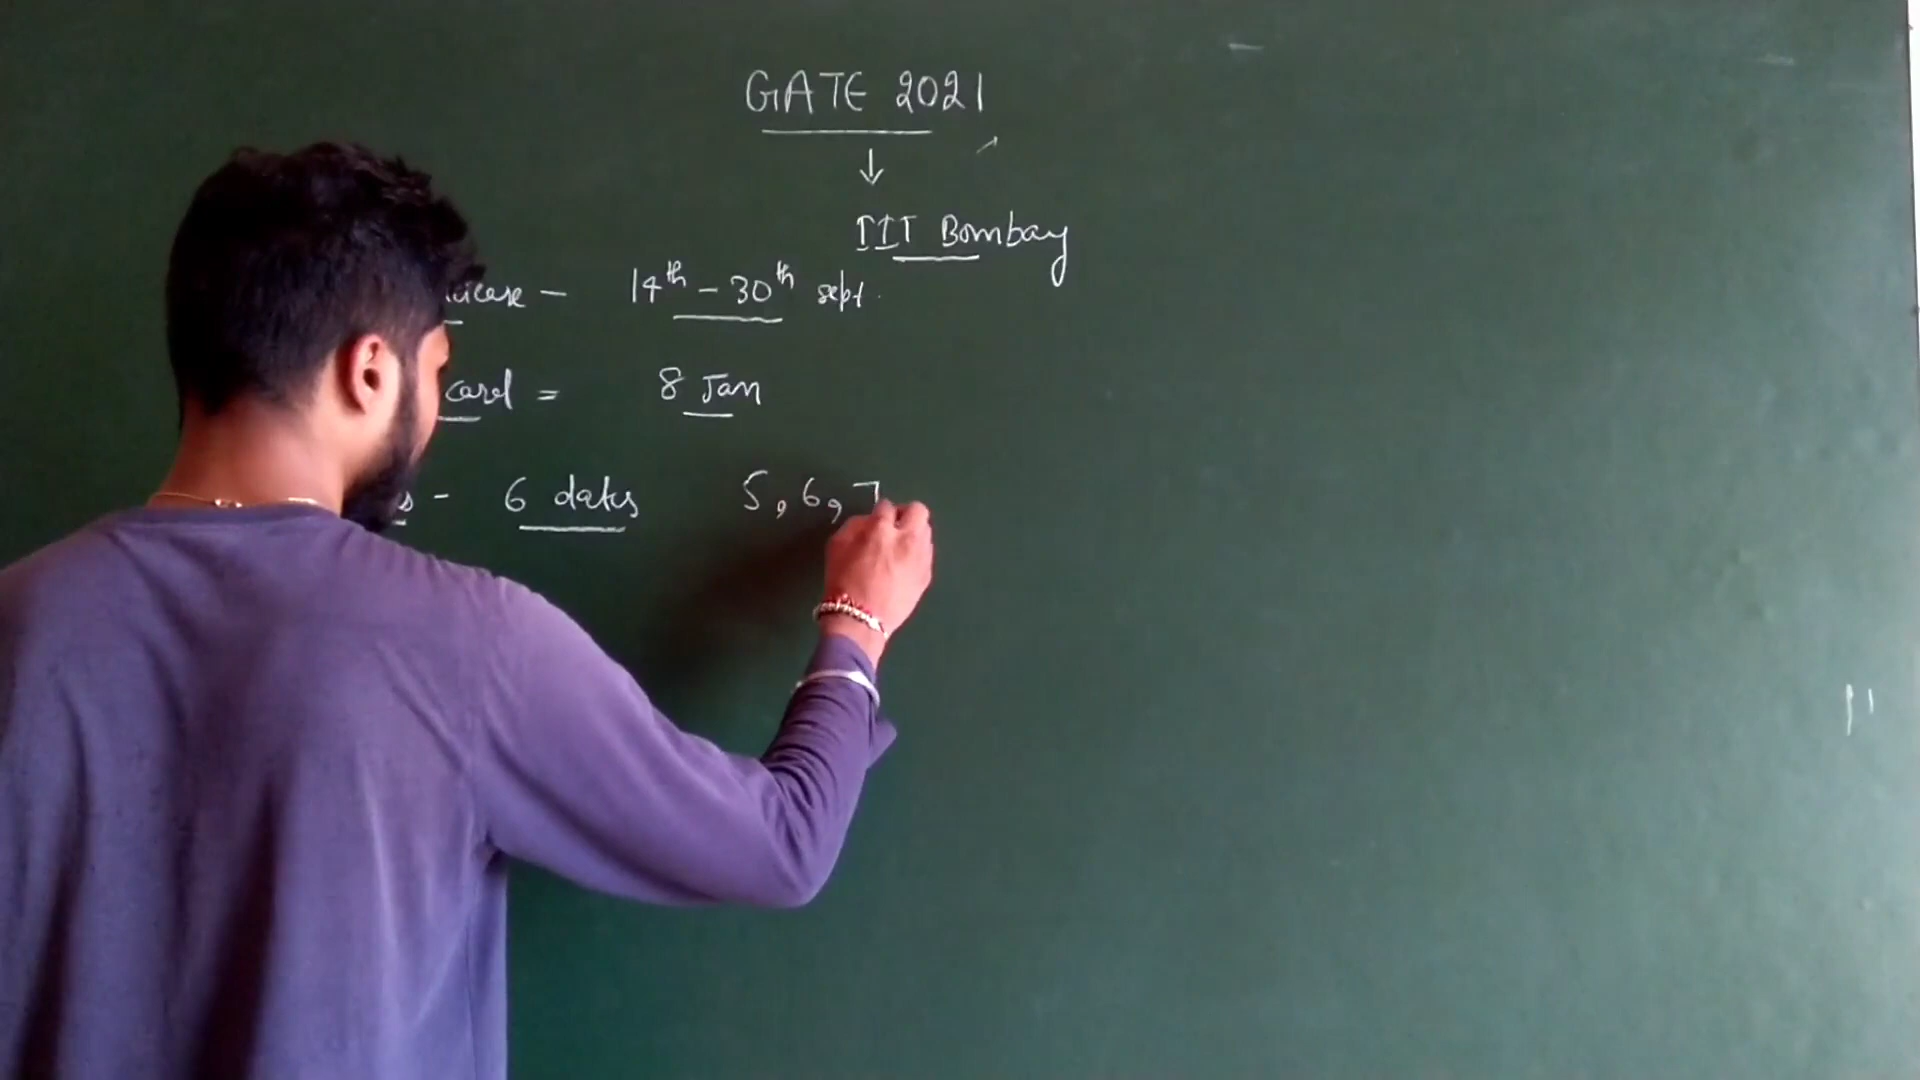 GATE 2021
IIT Bombay
14th - 30th sept.
card = 8 Jan
- 6 dates 5, 6, 7